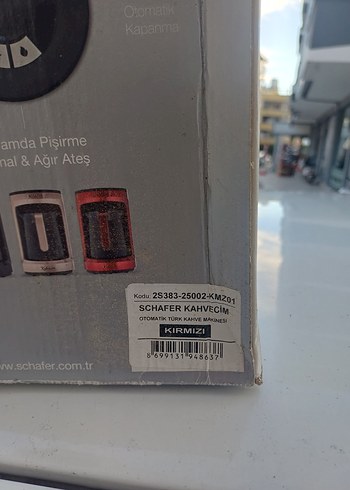 Otomatik
Kapanma
amda Pişirme
mal & Ağır Ateş
Kodu: 2S383-25002-KMZ01
SCHAFER KAHVECİM
OTOMATİK TÜRK KAHVE MAKİNESİ
KIRMIZI
8699131948637
ww.schafer.com.tr